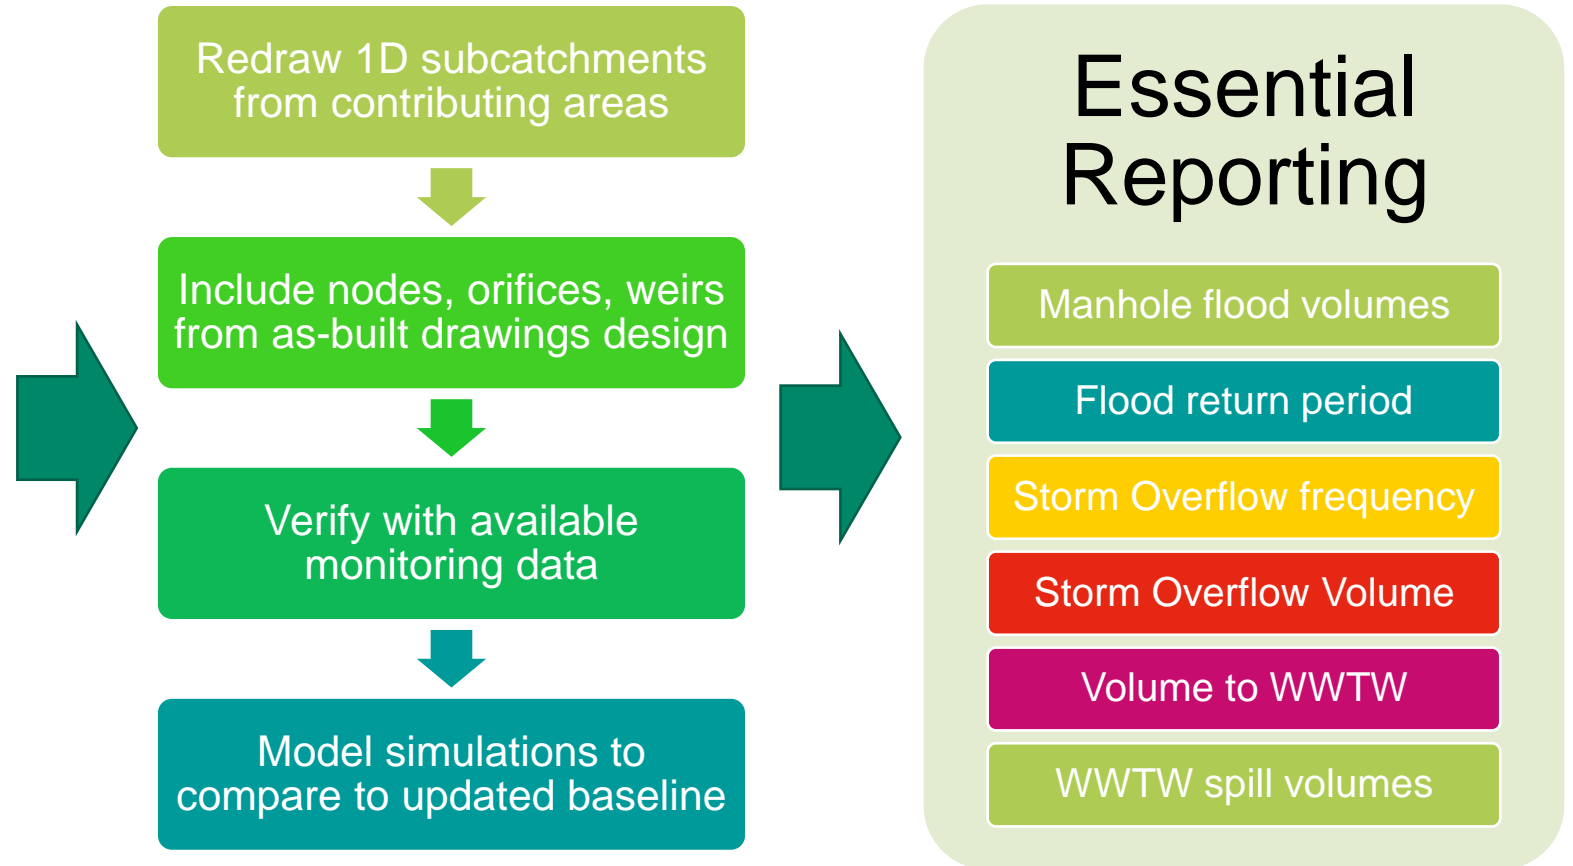 Redraw 1D subcatchments
from contributing areas
Include nodes, orifices, weirs
from as-built drawings design
Verify with available
monitoring data
Model simulations to
compare to updated baseline
Essential
Reporting
Manhole flood volumes
Flood return period
Storm Overflow frequency
Storm Overflow Volume
Volume to WWTW
WWTW spill volumes